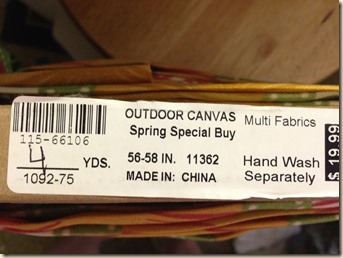 OUTDOOR CANVAS Multi Fabrics
Spring Special Buy
115-66106
4 YDS. 56-58 IN. 11362 Hand Wash
1092-75 MADE IN: CHINA Separately
$19.99